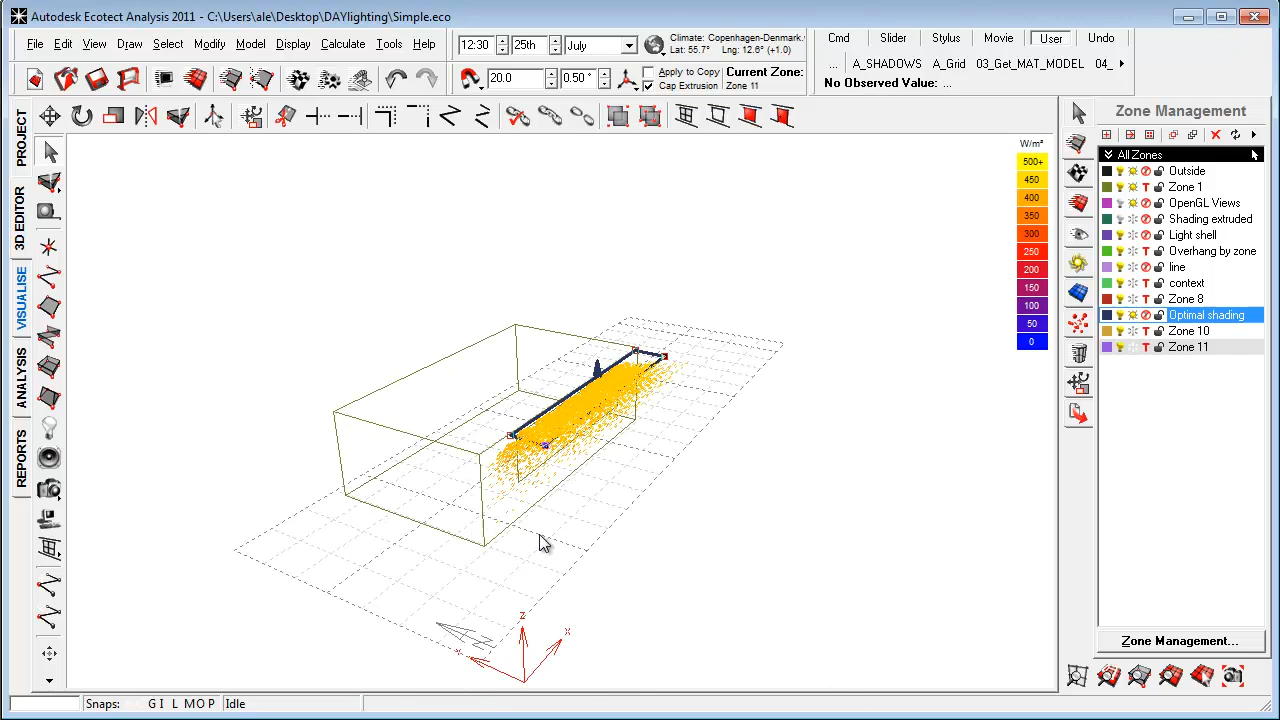 Autodesk Ecotect Analysis 2011 - C:\Users\ale\Desktop\DAYlighting\Simple.eco
File Edit View Draw Select Modify Model Display Calculate Tools Help
12:30 25th July
Climate: Copenhagen-Denmark.
Lat: 55.7° Lng: 12.6° (+1.0)
Cmd Slider Stylus Movie User Undo
... A_SHADOWS A_Grid 03_Get_MAT_MODEL 04_
No Observed Value: ...
20.0 0.50 °
Apply to Copy
Cap Extrusion
Current Zone:
Zone 11
PROJECT
3D EDITOR
VISUALISE
ANALYSIS
REPORTS
W/m²
500+
450
400
350
300
250
200
150
100
50
0
Z
X
Zone Management
All Zones
Outside
Zone 1
T
OpenGL Views
Shading extruded
Light shell
Overhang by zone
T
line
context
T
Zone 8
T
Optimal shading
Zone 10
T
Zone 11
T
Zone Management...
Snaps: G I L M O P Idle